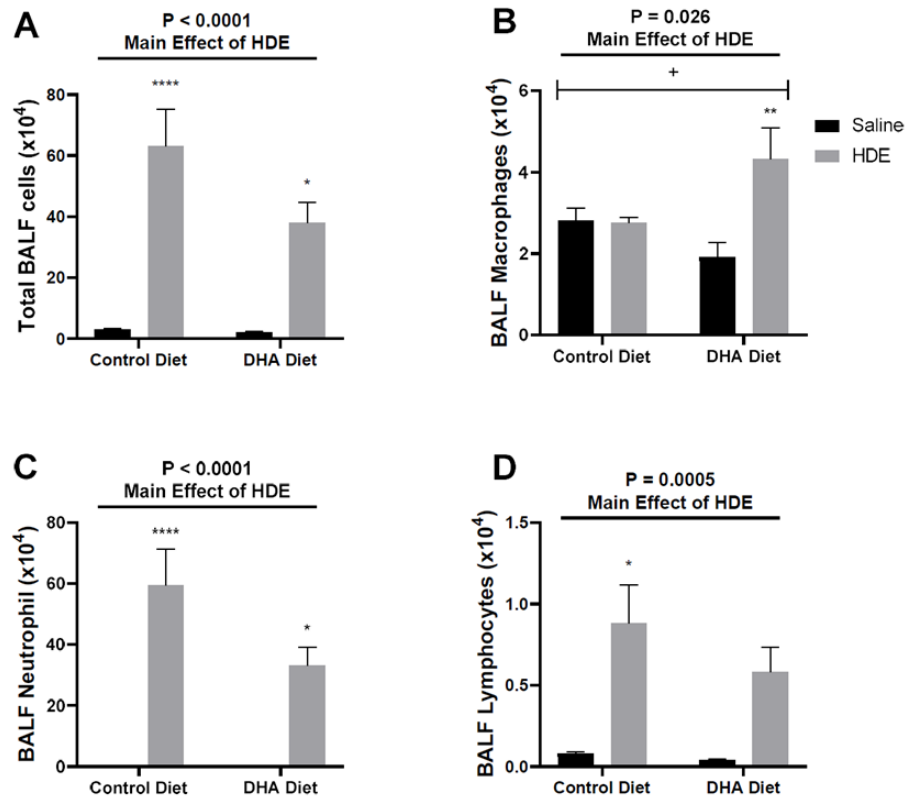 A
P < 0.0001
Main Effect of HDE
****
*
80
60
40
20
0
Total BALF cells (x10⁴)
Control Diet
DHA Diet
B
P = 0.026
Main Effect of HDE
+
**
6
4
2
0
BALF Macrophages (x10⁴)
Control Diet
DHA Diet
Saline
HDE
C
P < 0.0001
Main Effect of HDE
****
*
80
60
40
20
0
BALF Neutrophil (x10⁴)
Control Diet
DHA Diet
D
P = 0.0005
Main Effect of HDE
*
1.5
1.0
0.5
0.0
BALF Lymphocytes (x10⁴)
Control Diet
DHA Diet